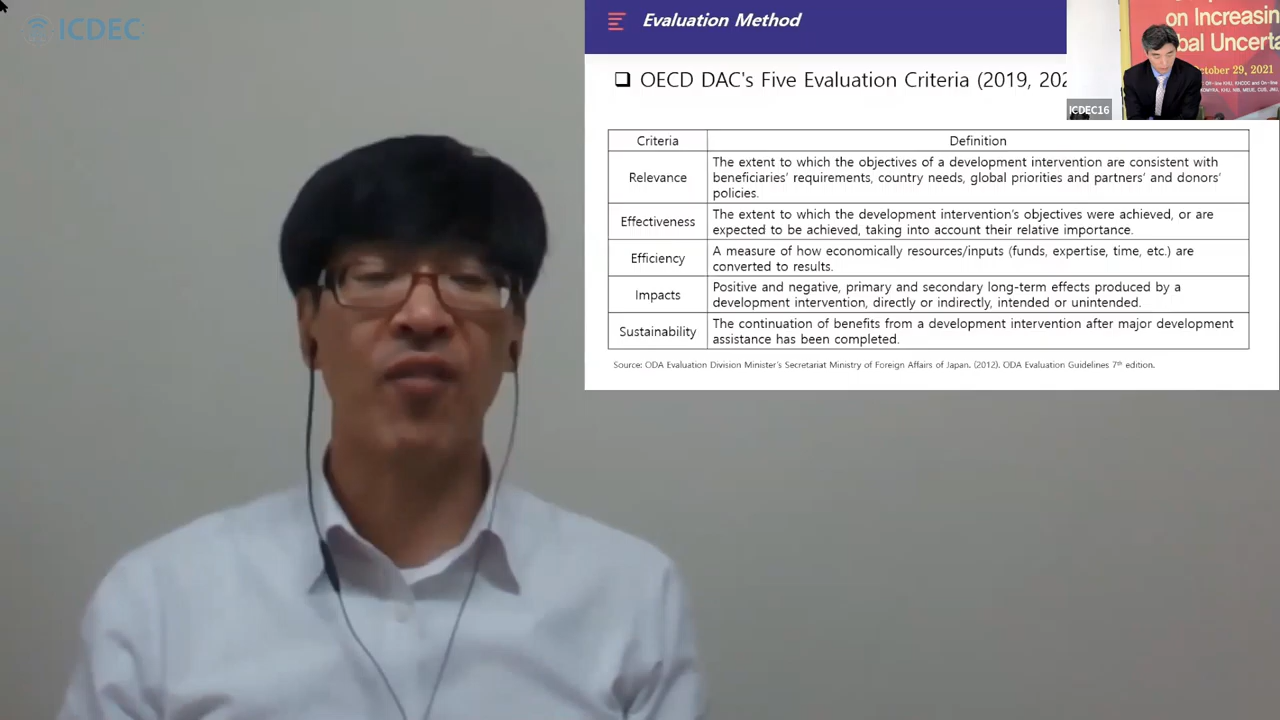 ICDEC
Evaluation Method
on Increasin
bal Uncerta
ctober 29, 2021
ICDEC16
OECD DAC's Five Evaluation Criteria (2019, 202
Criteria
Definition
Relevance
The extent to which the objectives of a development intervention are consistent with
beneficiaries' requirements, country needs, global priorities and partners' and donors'
policies.
Effectiveness
The extent to which the development intervention's objectives were achieved, or are
expected to be achieved, taking into account their relative importance.
Efficiency
A measure of how economically resources/inputs (funds, expertise, time, etc.) are
converted to results.
Impacts
Positive and negative, primary and secondary long-term effects produced by a
development intervention, directly or indirectly, intended or unintended.
Sustainability
The continuation of benefits from a development intervention after major development
assistance has been completed.
Source: ODA Evaluation Division Minister's Secretariat Ministry of Foreign Affairs of Japan. (2012). ODA Evaluation Guidelines 7th edition.